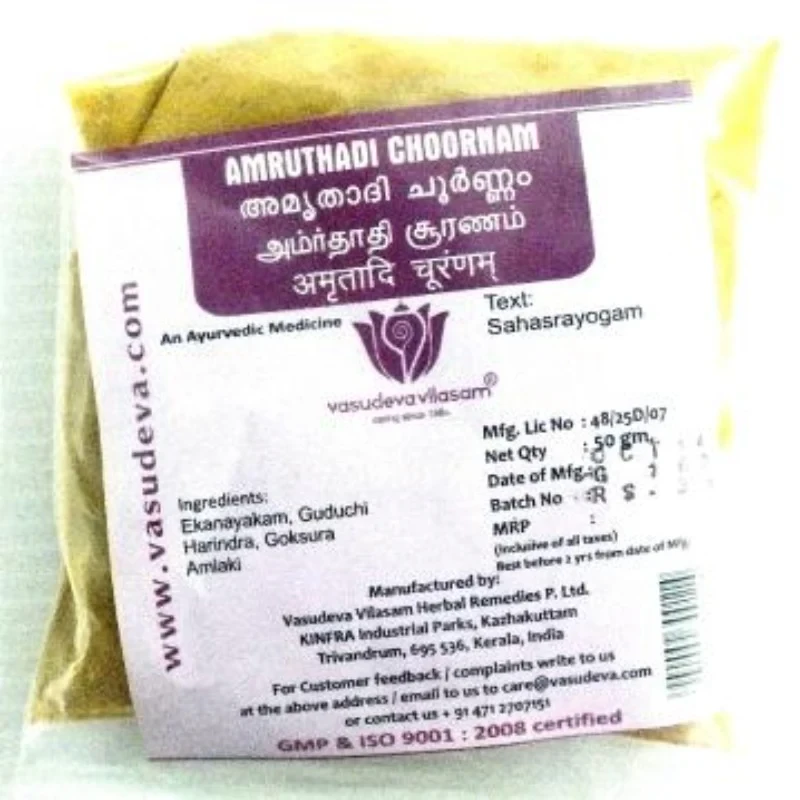 AMRUTHADI CHOORNAM
അമൃതാദി ചൂർണ്ണം
அமிர்தாதி சூரணம்
अमृतादि चूरंणम्
An Ayurvedic Medicine
Text:
Sahasrayogam
vasudeva vilasam®
www.vasudeva.com
Mfg. Lic No : 48/25D/07
Net Qty : 50 gm.
Date of Mfg:
Batch No
MRP :
(Inclusive of all taxes)
Best before 2 yrs from date of Mfg.
Ingredients:
Ekanayakam, Guduchi
Harindra, Goksura
Amlaki
Manufactured by:
Vasudeva Vilasam Herbal Remedies P. Ltd.
KINFRA Industrial Parks, Kazhakuttam
Trivandrum, 695 536, Kerala, India
For Customer feedback / complaints write to us
at the above address / email to us to care@vasudeva.com
or contact us + 91 471 2707151
GMP & ISO 9001 : 2008 certified